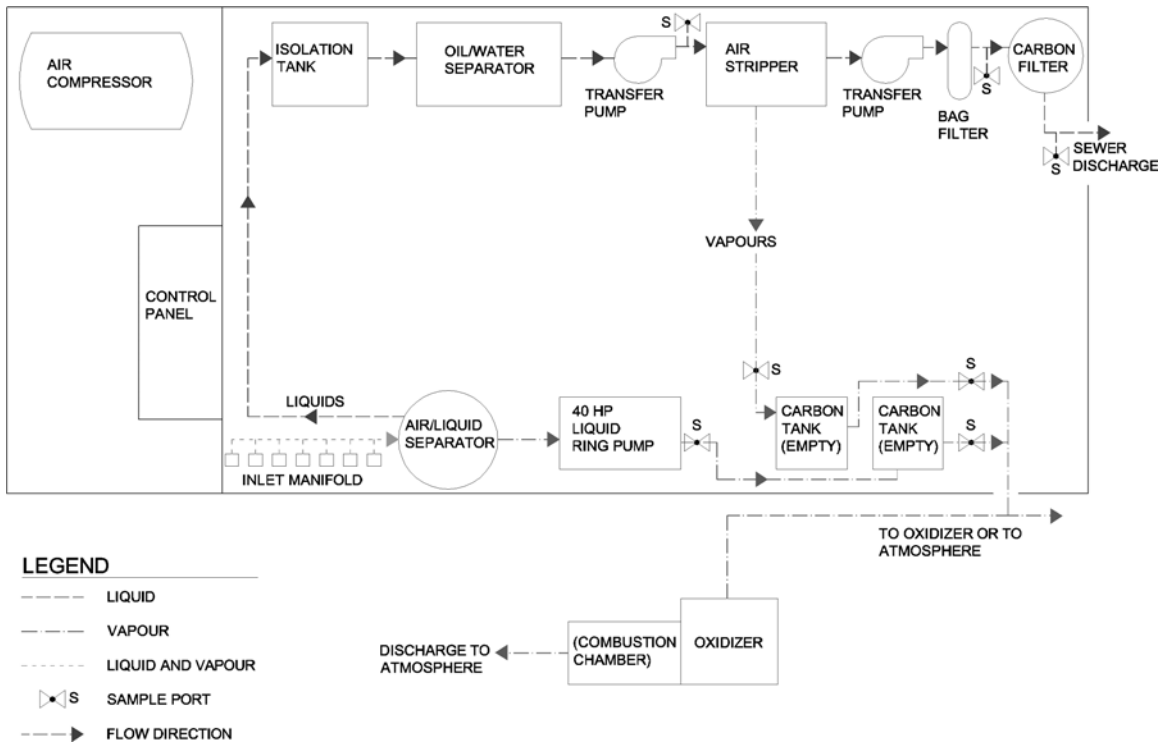 AIR
COMPRESSOR
ISOLATION
TANK
OIL/WATER
SEPARATOR
TRANSFER
PUMP
S
AIR
STRIPPER
TRANSFER
PUMP
BAG
FILTER
S
CARBON
FILTER
S
SEWER
DISCHARGE
VAPOURS
CONTROL
PANEL
LIQUIDS
INLET MANIFOLD
AIR/LIQUID
SEPARATOR
40 HP
LIQUID
RING PUMP
S
S
CARBON
TANK
(EMPTY)
CARBON
TANK
(EMPTY)
S
S
TO OXIDIZER OR TO
ATMOSPHERE
OXIDIZER
(COMBUSTION
CHAMBER)
DISCHARGE TO
ATMOSPHERE
LEGEND
LIQUID
VAPOUR
LIQUID AND VAPOUR
S SAMPLE PORT
FLOW DIRECTION